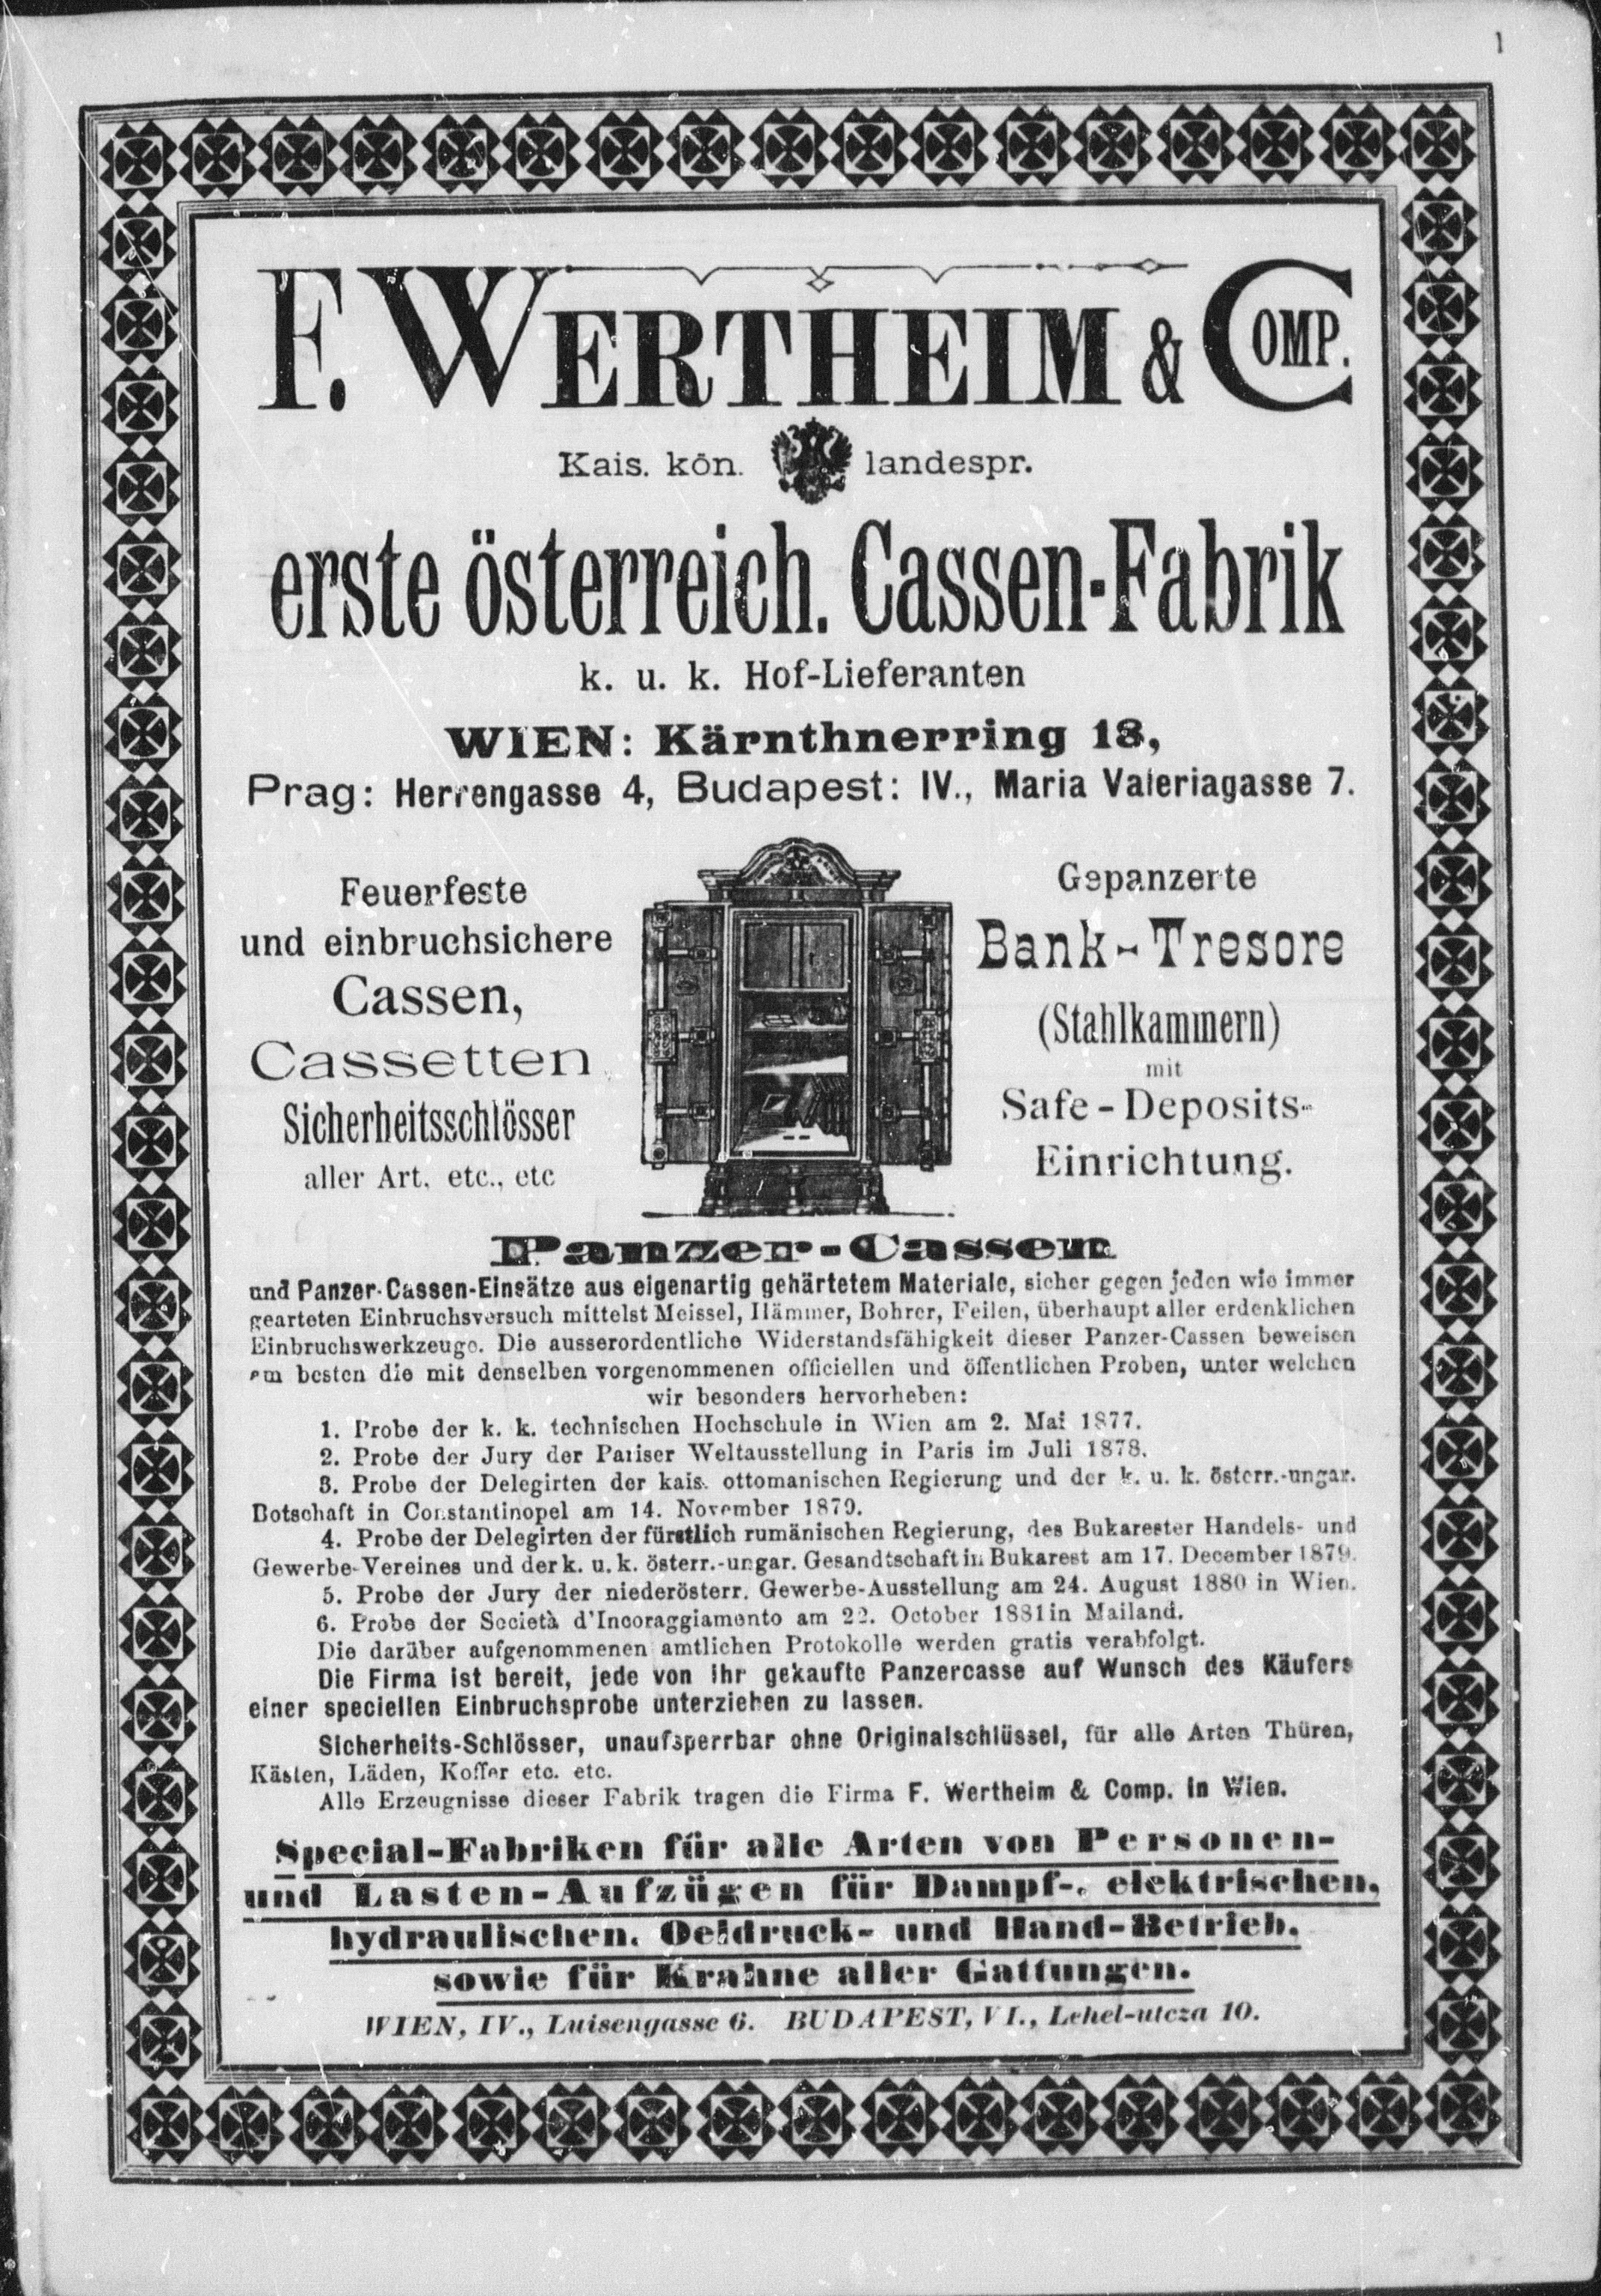 1
F. WERTHEIM & COMP.
Kais. kön. landespr.
erste österreich. Cassen-Fabrik
k. u. k. Hof-Lieferanten
WIEN: Kärnthnerring 18,
Prag: Herrengasse 4, Budapest: IV., Maria Valeriagasse 7.
Feuerfeste
und einbruchsichere
Cassen,
Cassetten
Sicherheitsschlösser
aller Art, etc., etc
Gepanzerte
Bank-Tresore
(Stahlkammern)
mit
Safe-Deposits-
Einrichtung.
Panzer-Cassen
und Panzer-Cassen-Einsätze aus eigenartig gehärtetem Materiale, sicher gegen jeden wie immer
gearteten Einbruchsversuch mittelst Meissel, Hämmer, Bohrer, Feilen, überhaupt aller erdenklichen
Einbruchswerkzeuge. Die ausserordentliche Widerstandsfähigkeit dieser Panzer-Cassen beweisen
am besten die mit denselben vorgenommenen officiellen und öffentlichen Proben, unter welchen
wir besonders hervorheben:
1. Probe der k. k. technischen Hochschule in Wien am 2. Mai 1877.
2. Probe der Jury der Pariser Weltausstellung in Paris im Juli 1878.
3. Probe der Delegirten der kais. ottomanischen Regierung und der k. u. k. österr.-ungar.
Botschaft in Constantinopel am 14. November 1879.
4. Probe der Delegirten der fürstlich rumänischen Regierung, des Bukarester Handels- und
Gewerbe-Vereines und der k. u. k. österr.-ungar. Gesandtschaft in Bukarest am 17. December 1879.
5. Probe der Jury der niederösterr. Gewerbe-Ausstellung am 24. August 1880 in Wien.
6. Probe der Società d'Incoraggiamento am 22. October 1881 in Mailand.
Die darüber aufgenommenen amtlichen Protokolle werden gratis verabfolgt.
Die Firma ist bereit, jede von ihr gekaufte Panzercasse auf Wunsch des Käufers
einer speciellen Einbruchsprobe unterziehen zu lassen.
Sicherheits-Schlösser, unaufsperrbar ohne Originalschlüssel, für alle Arten Thüren,
Kästen, Läden, Koffer etc. etc.
Alle Erzeugnisse dieser Fabrik tragen die Firma F. Wertheim & Comp. in Wien.
Special-Fabriken für alle Arten von Personen-
und Lasten-Aufzügen für Dampf-, elektrischen,
hydraulischen, Oeldruck- und Hand-Betrieb,
sowie für Krahne aller Gattungen.
WIEN, IV., Luisengasse 6. BUDAPEST, VI., Lehel-utcza 10.